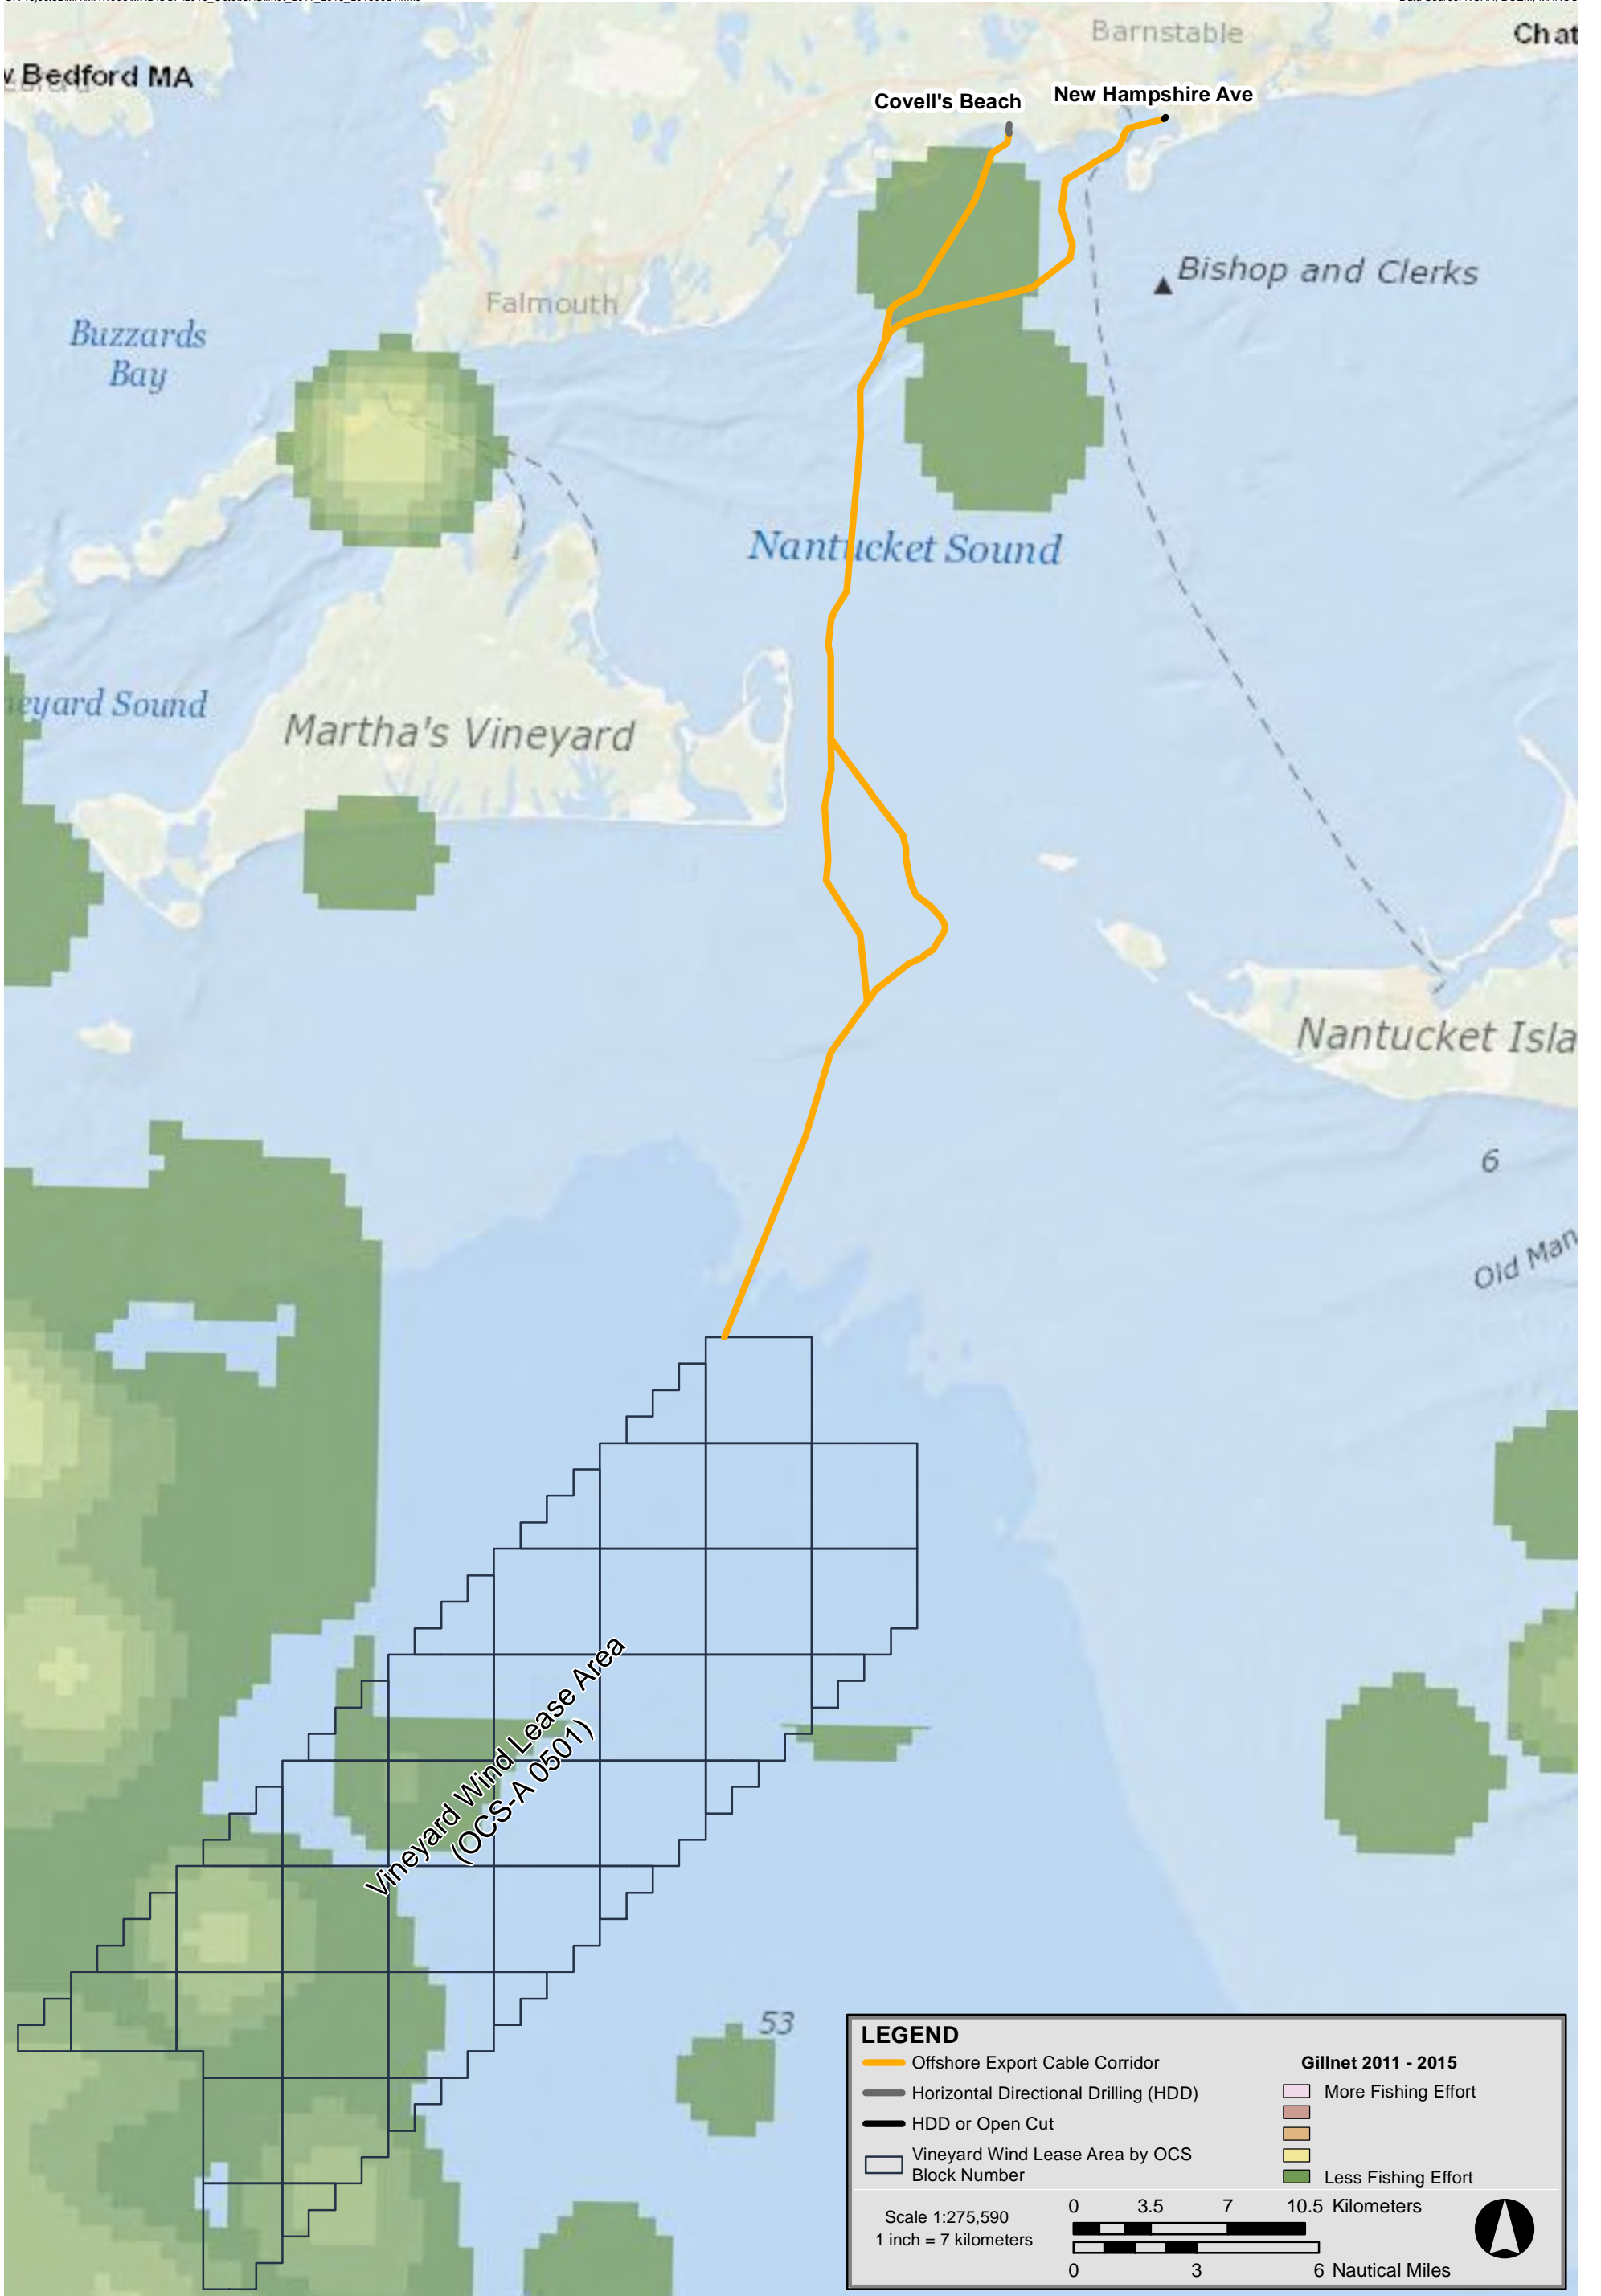 Barnstable
Chat
Bedford MA
Covell's Beach
New Hampshire Ave
Bishop and Clerks
Falmouth
Buzzards
Bay
Nantucket Sound
eyard Sound
Martha's Vineyard
Nantucket Isla
6
Old Man
Vineyard Wind Lease Area
(OCS-A 0501)
53
LEGEND
Offshore Export Cable Corridor
Horizontal Directional Drilling (HDD)
HDD or Open Cut
Vineyard Wind Lease Area by OCS
Block Number
Gillnet 2011 - 2015
More Fishing Effort
Less Fishing Effort
Scale 1:275,590
1 inch = 7 kilometers
0 3.5 7 10.5 Kilometers
0 3 6 Nautical Miles